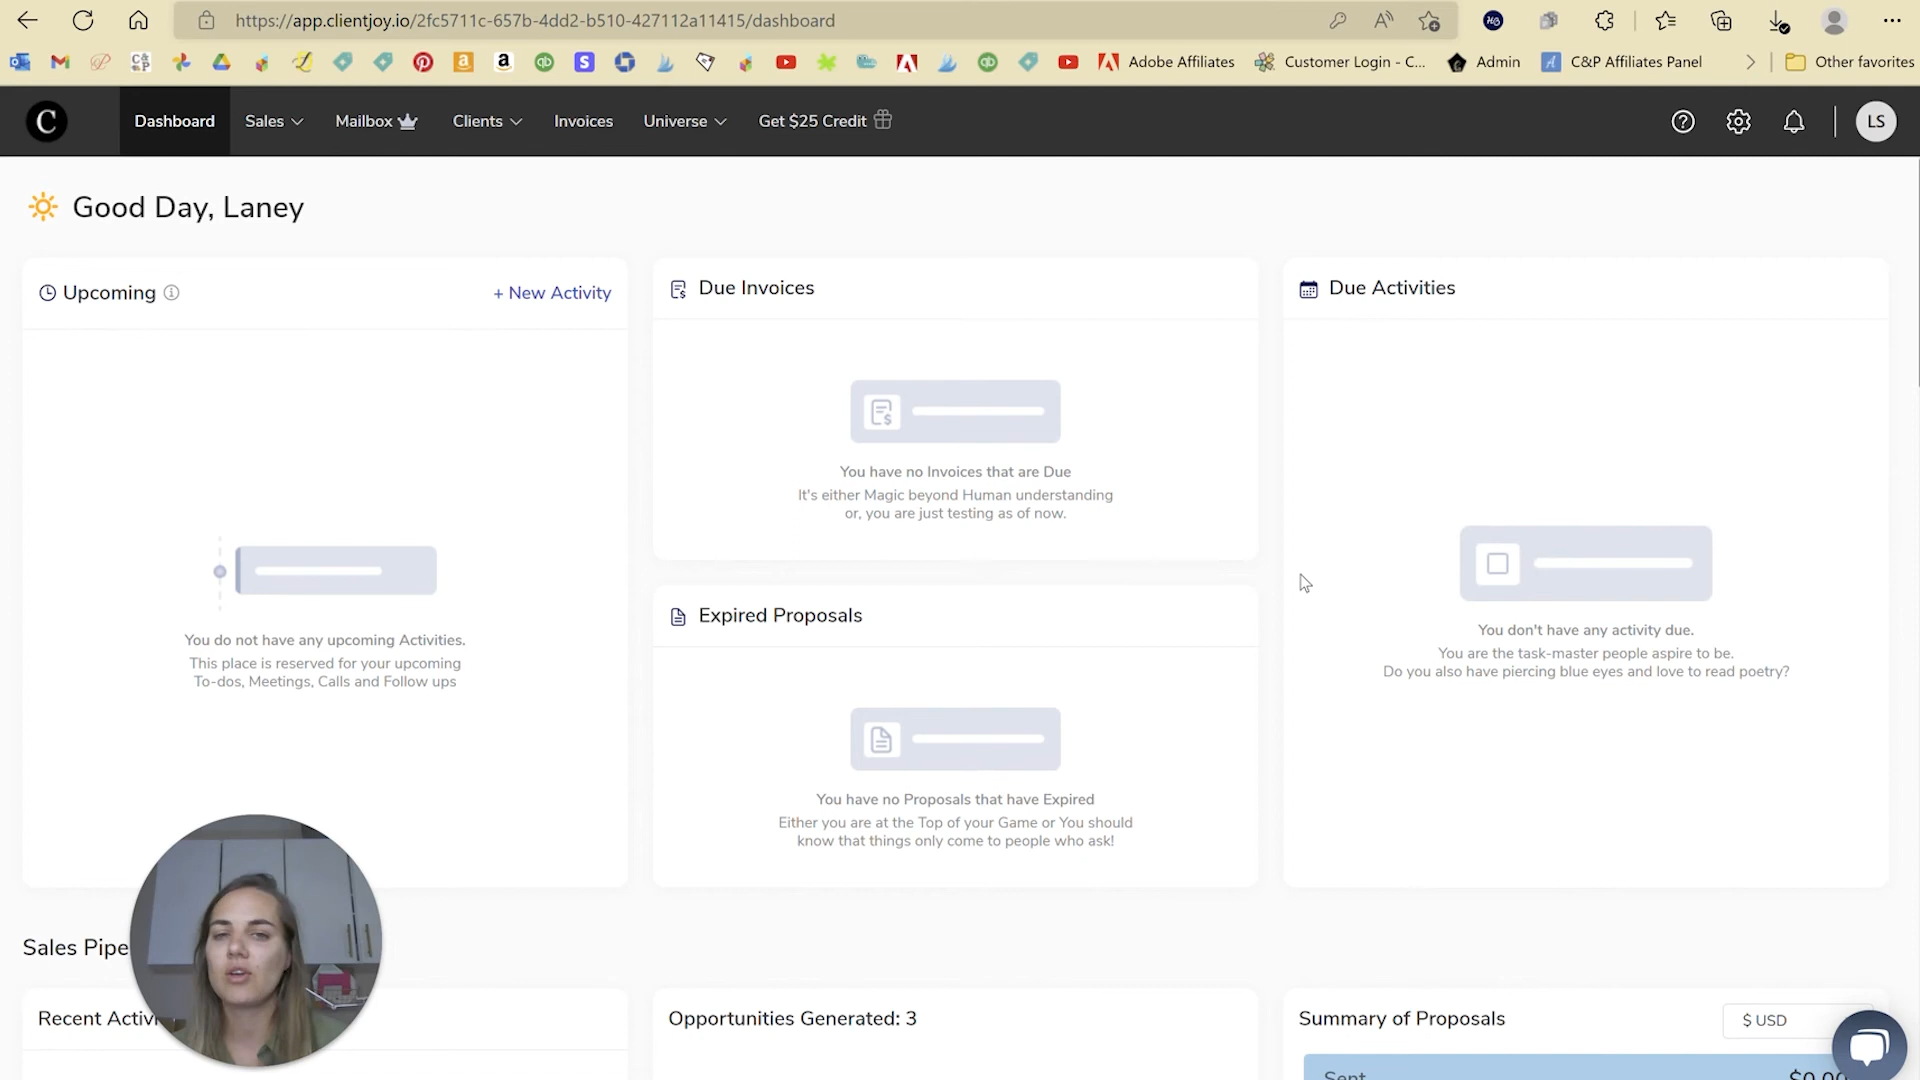 https://app.clientjoy.io/2fc5711c-657b-4dd2-b510-427112a11415/dashboard
Adobe Affiliates
Customer Login - C...
Admin
C&P Affiliates Panel
Other favorites
C
Dashboard
Sales
Mailbox
Clients
Invoices
Universe
Get $25 Credit
LS
Good Day, Laney
Upcoming
+ New Activity
Due Invoices
Due Activities
You have no Invoices that are Due
It's either Magic beyond Human understanding
or, you are just testing as of now.
Expired Proposals
You do not have any upcoming Activities.
This place is reserved for your upcoming
To-dos, Meetings, Calls and Follow ups
You don't have any activity due.
You are the task-master people aspire to be.
Do you also have piercing blue eyes and love to read poetry?
You have no Proposals that have Expired
Either you are at the Top of your Game or You should
know that things only come to people who ask!
Sales Pipe
Recent Activi
Opportunities Generated: 3
Summary of Proposals
$ USD
Sent
$0.00